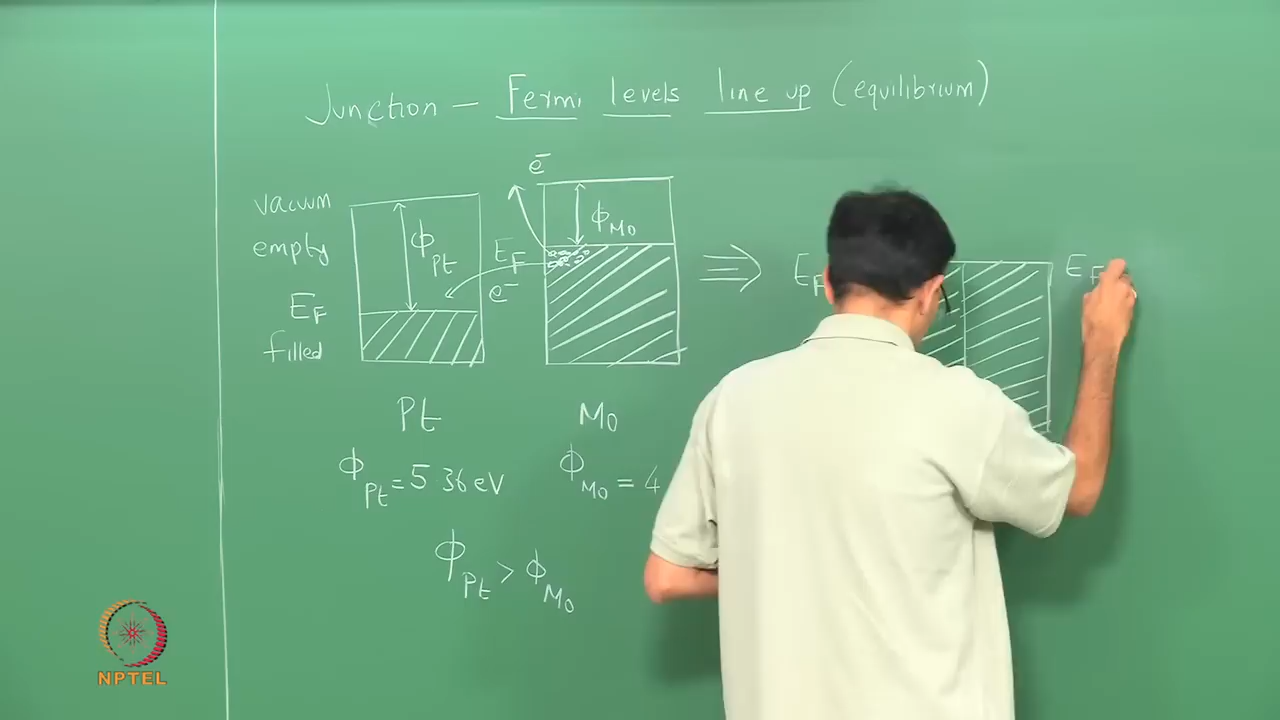 Junction - Fermi levels line up (equilibrium)
e⁻
vacuum
empty
E_F
filled
ϕ_Pt
E_F
e⁻
ϕ_Mo
⇒
E_F
E_F
Pt
Mo
ϕ_Pt = 5.36 eV
ϕ_Mo = 4
ϕ_Pt > ϕ_Mo
NPTEL